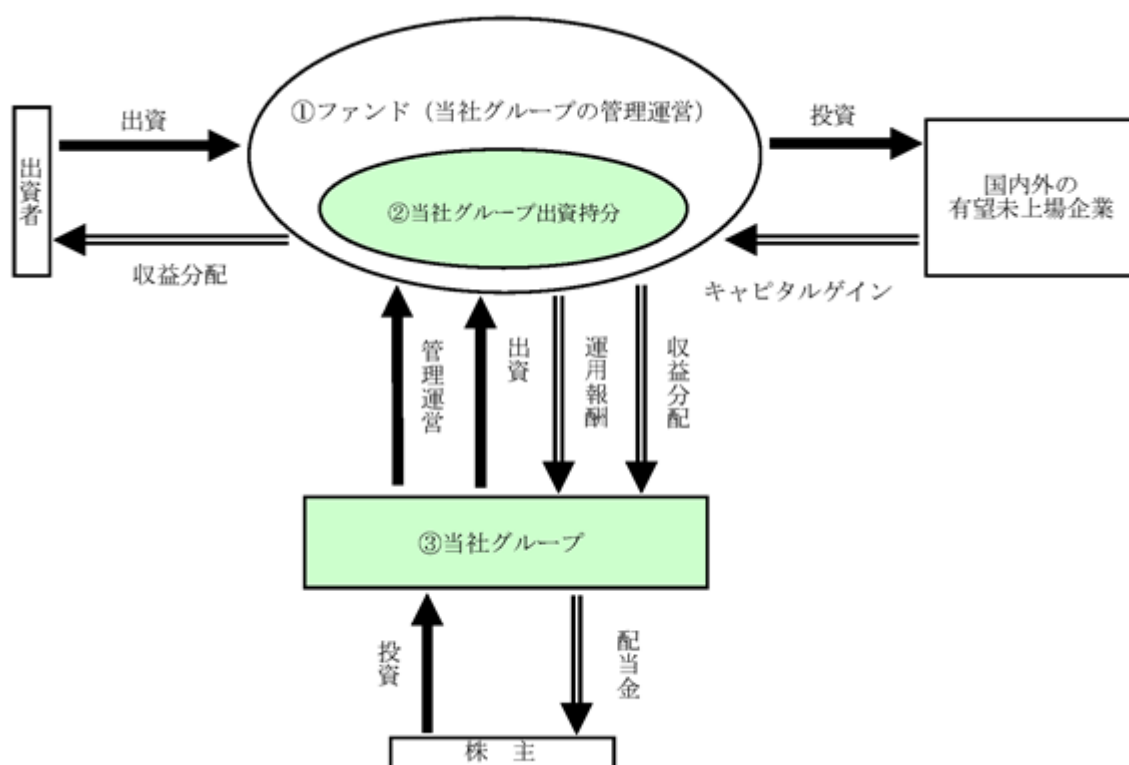 ①ファンド（当社グループの管理運営）
出資
投資
出資者
国内外の
有望未上場企業
②当社グループ出資持分
収益分配
キャピタルゲイン
管理運営
出資
運用報酬
収益分配
③当社グループ
投資
配当金
株 主